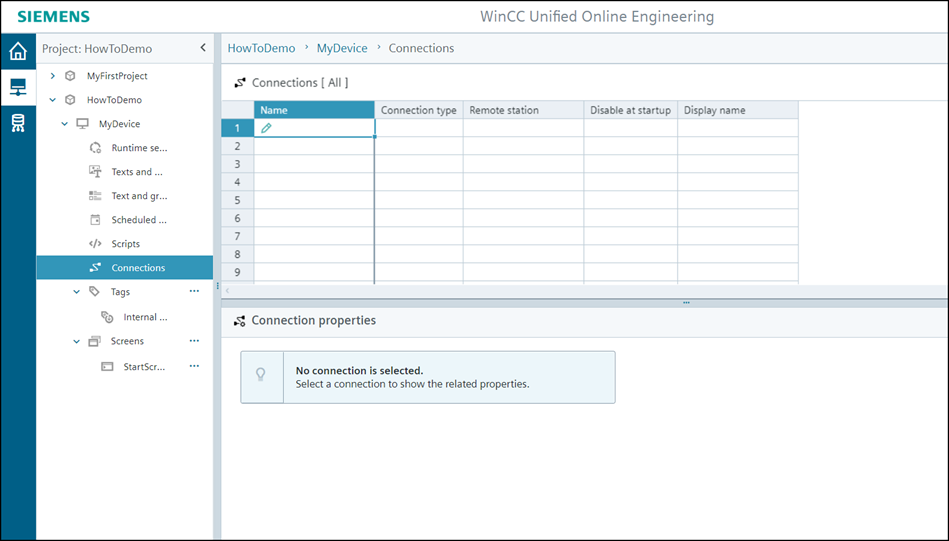 SIEMENS
WinCC Unified Online Engineering
Project: HowToDemo
HowToDemo > MyDevice > Connections
MyFirstProject
HowToDemo
MyDevice
Runtime se...
Texts and ...
Text and gr...
Scheduled ...
Scripts
Connections
Tags ...
Internal ...
Screens ...
StartScr... ...
Connections [ All ]
Name Connection type Remote station Disable at startup Display name
1
2
3
4
5
6
7
8
9
Connection properties
No connection is selected.
Select a connection to show the related properties.